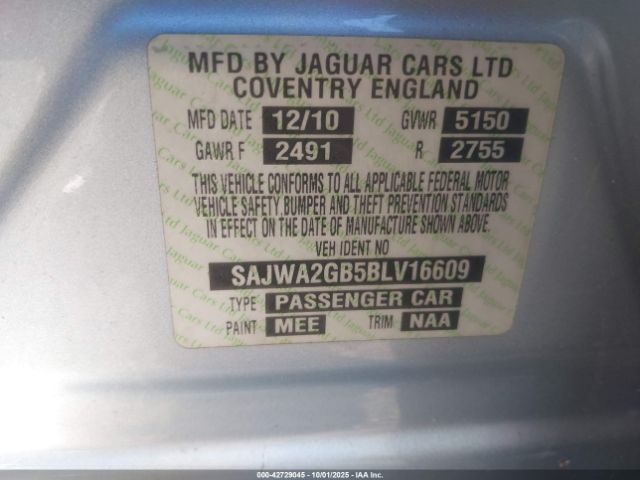 MFD BY JAGUAR CARS LTD
COVENTRY ENGLAND
MFD DATE 12/10 GVWR 5150
GAWR F 2491 R 2755
THIS VEHICLE CONFORMS TO ALL APPLICABLE FEDERAL MOTOR
VEHICLE SAFETY, BUMPER AND THEFT PREVENTION STANDARDS
IN EFFECT ON THE DATE OF MANUFACTURE SHOWN ABOVE.
VEH IDENT NO
SAJWA2GB5BLV16609
TYPE PASSENGER CAR
PAINT MEE TRIM NAA
000-42729045 - 10/01/2025 - IAA Inc.